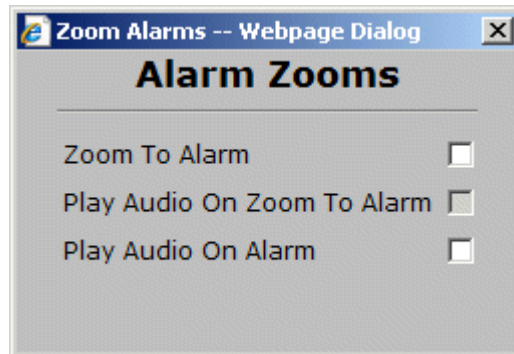 Zoom Alarms -- Webpage Dialog
Alarm Zooms
Zoom To Alarm
Play Audio On Zoom To Alarm
Play Audio On Alarm